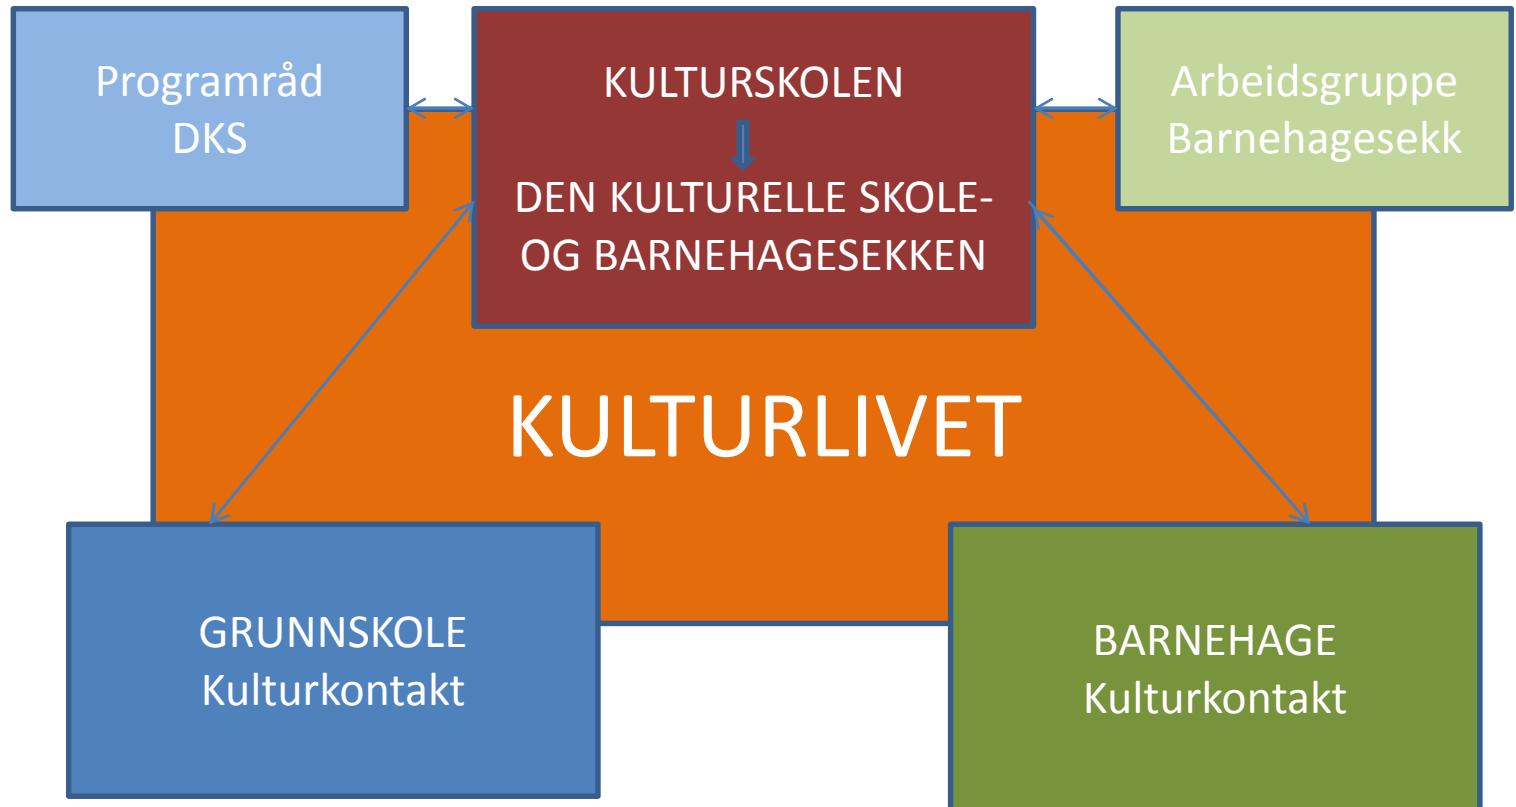 Programråd
DKS
KULTURSKOLEN
DEN KULTURELLE SKOLE-
OG BARNEHAGESEKKEN
Arbeidsgruppe
Barnehagesekk
KULTURLIVET
GRUNNSKOLE
Kulturkontakt
BARNEHAGE
Kulturkontakt